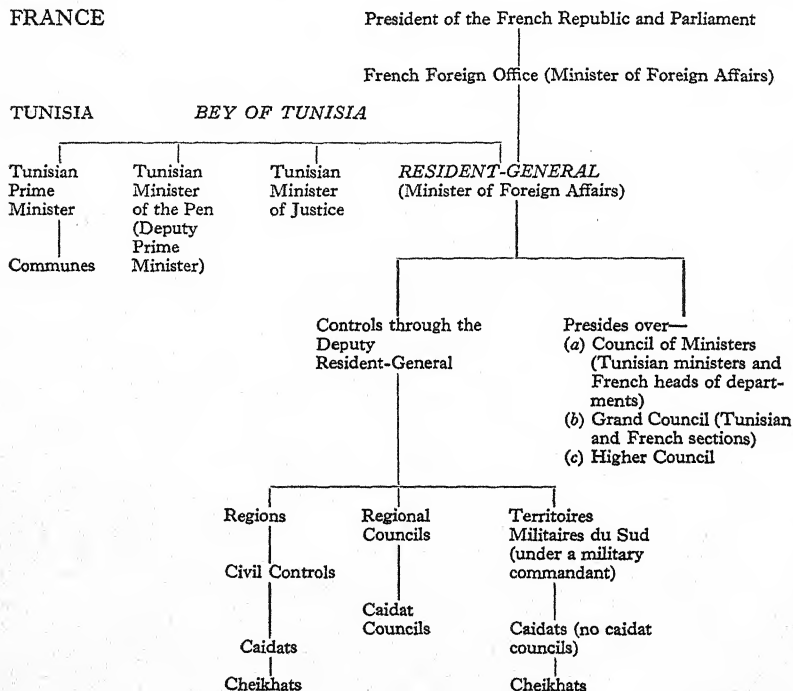 FRANCE
President of the French Republic and Parliament
French Foreign Office (Minister of Foreign Affairs)
TUNISIA
BEY OF TUNISIA
Tunisian
Prime
Minister
Communes
Tunisian
Minister
of the Pen
(Deputy
Prime
Minister)
Tunisian
Minister
of Justice
RESIDENT-GENERAL
(Minister of Foreign Affairs)
Controls through the
Deputy
Resident-General
Presides over—
(a) Council of Ministers
(Tunisian ministers and
French heads of depart-
ments)
(b) Grand Council (Tunisian
and French sections)
(c) Higher Council
Regions
Civil Controls
Caidats
Cheikhats
Regional
Councils
Caidat
Councils
Territoires
Militaires du Sud
(under a military
commandant)
Caidats (no caidat
councils)
Cheikhats